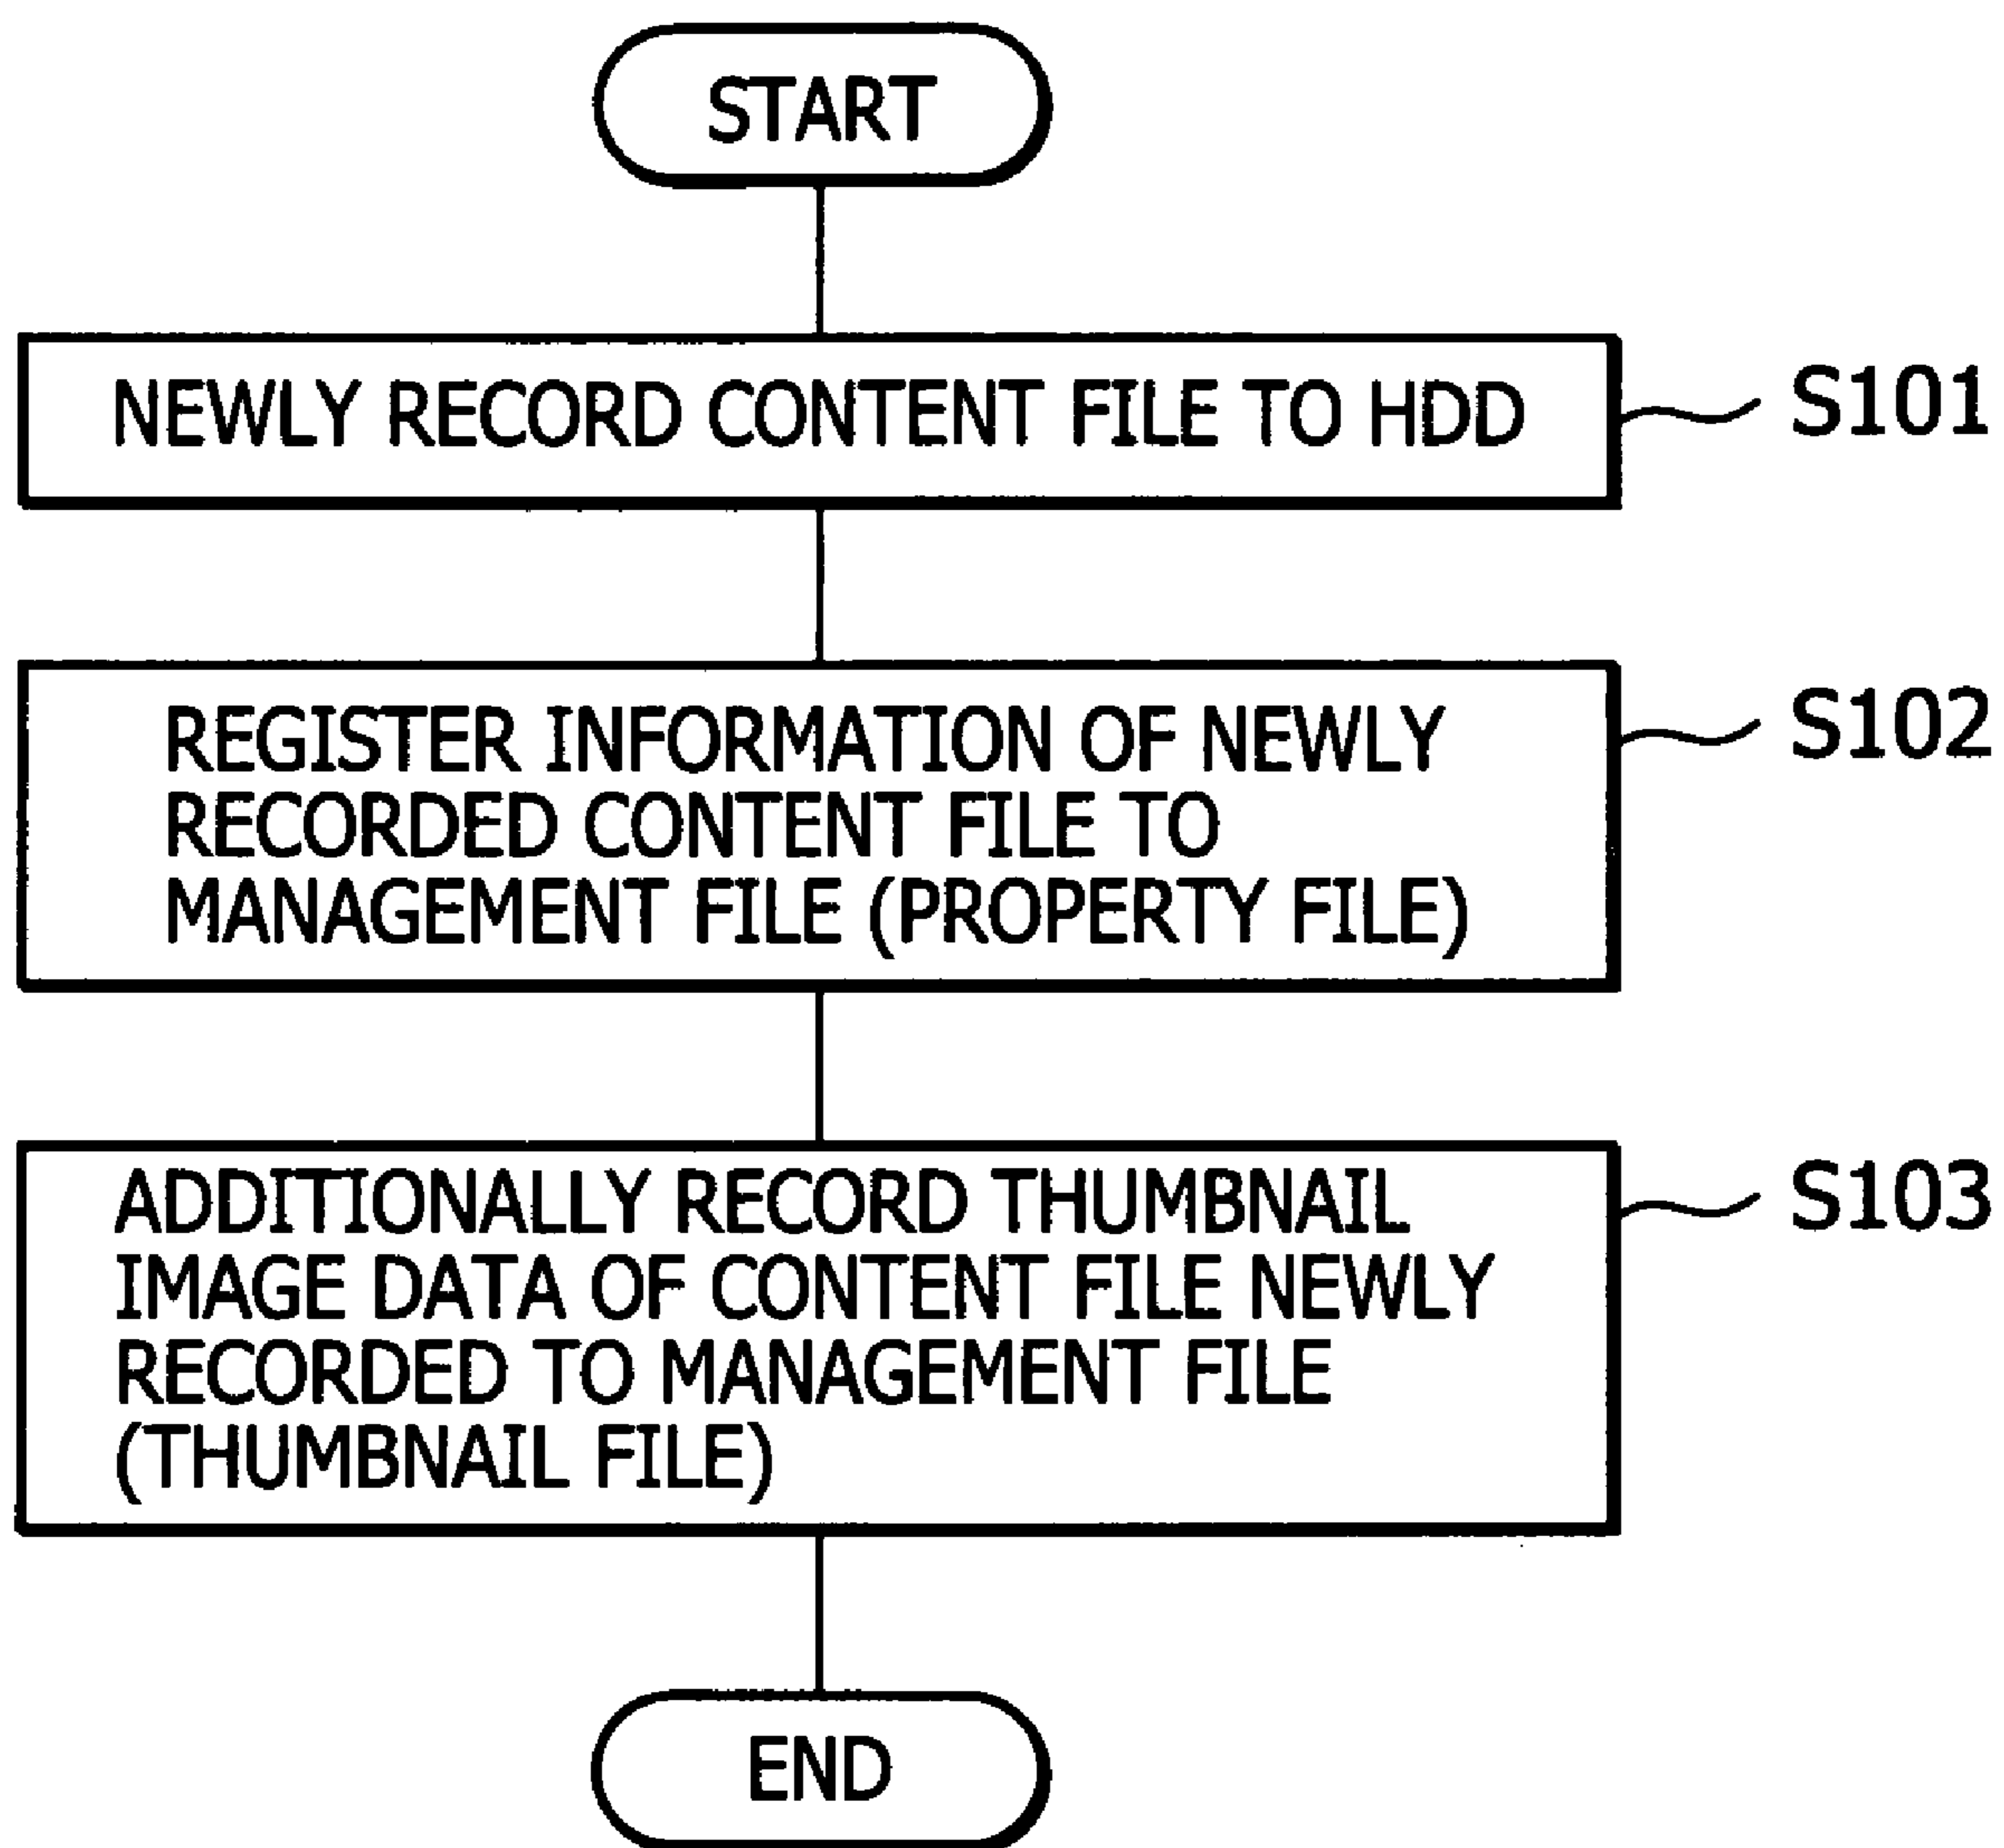 START
NEWLY RECORD CONTENT FILE TO HDD
S101
REGISTER INFORMATION OF NEWLY
RECORDED CONTENT FILE TO
MANAGEMENT FILE (PROPERTY FILE)
S102
ADDITIONALLY RECORD THUMBNAIL
IMAGE DATA OF CONTENT FILE NEWLY
RECORDED TO MANAGEMENT FILE
(THUMBNAIL FILE)
S103
END